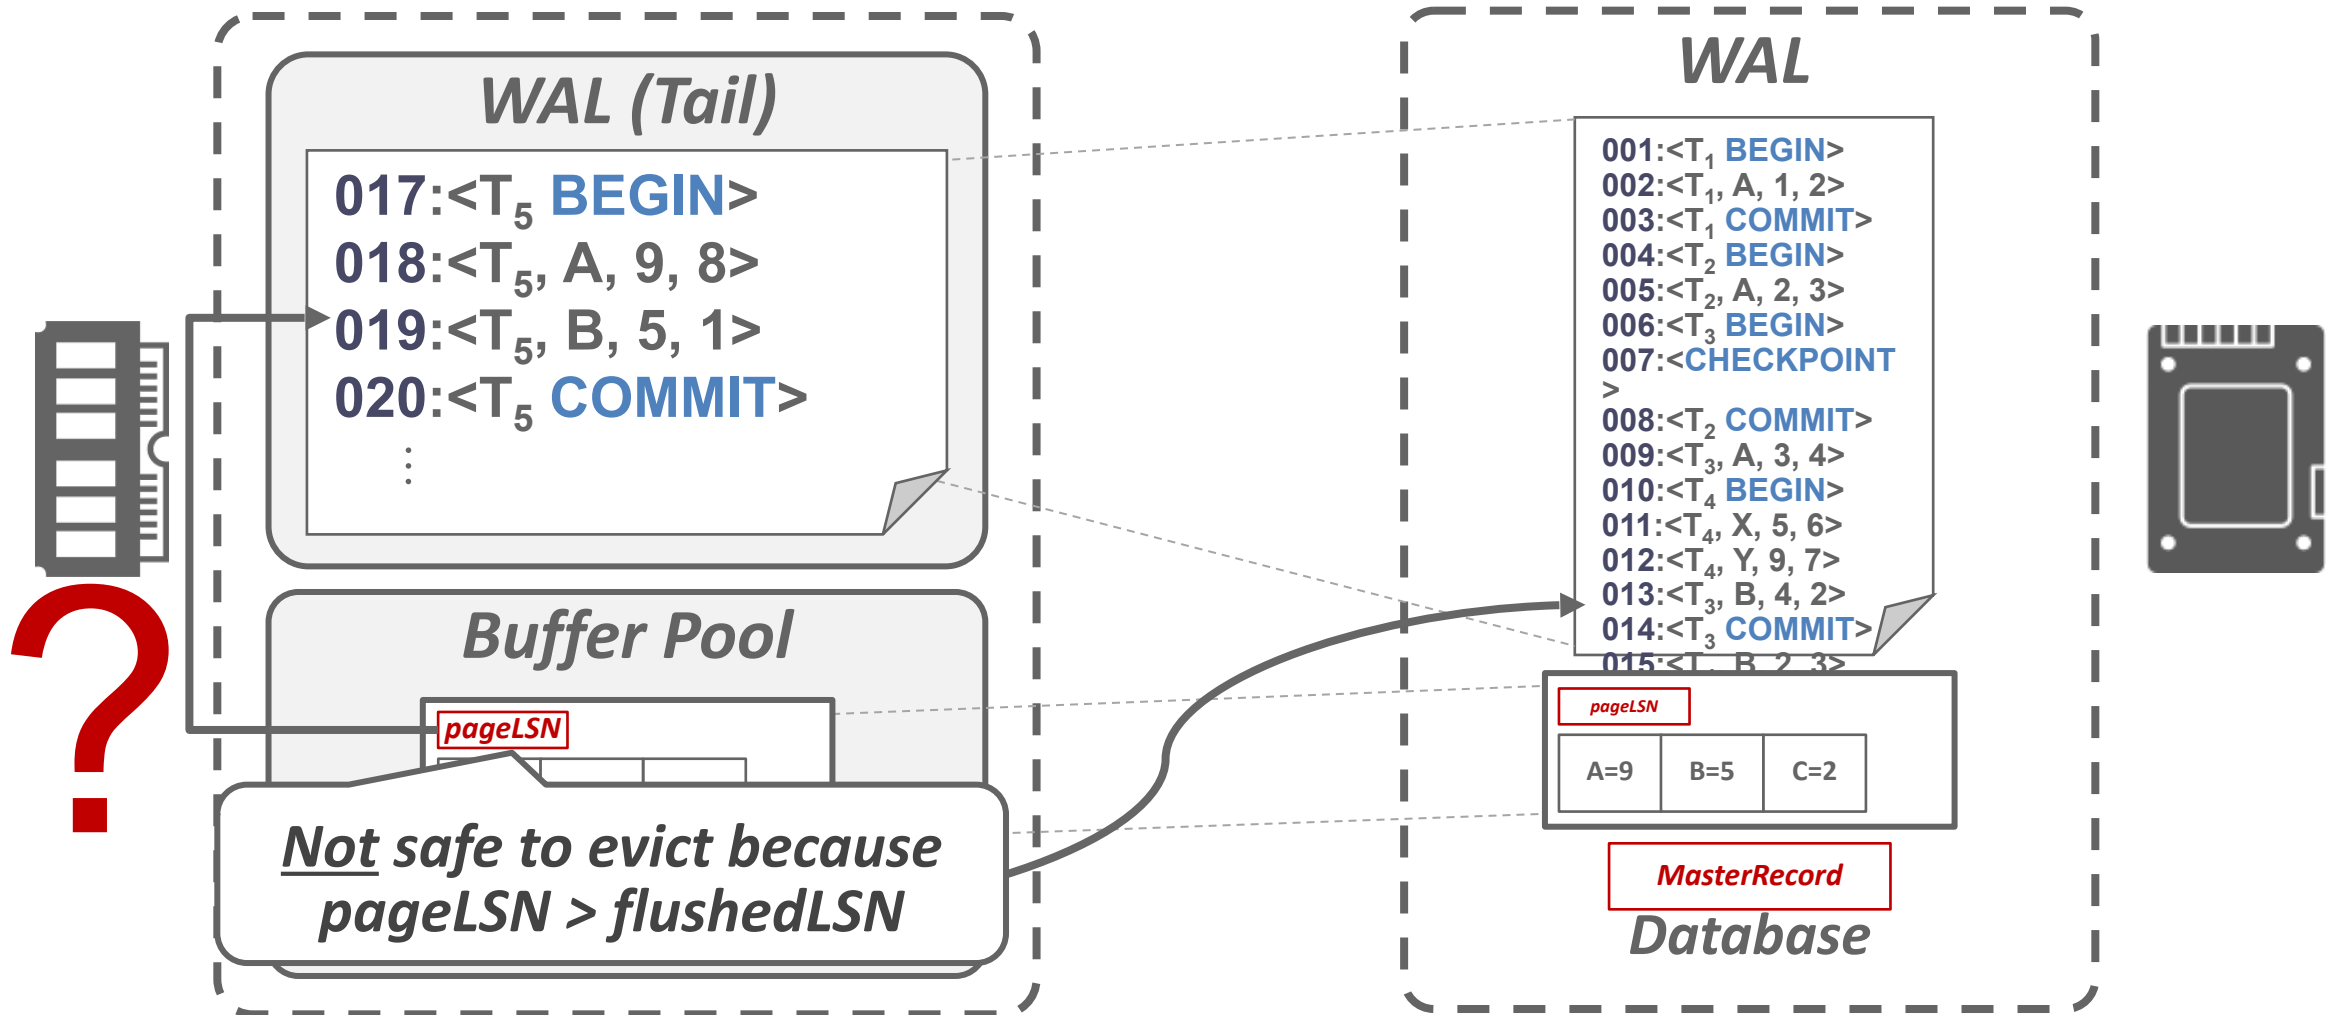 WAL (Tail)
017:<T5 BEGIN>
018:<T5, A, 9, 8>
019:<T5, B, 5, 1>
020:<T5 COMMIT>
⋮
?
Buffer Pool
pageLSN
Not safe to evict because
pageLSN > flushedLSN
WAL
001:<T1 BEGIN>
002:<T1, A, 1, 2>
003:<T1 COMMIT>
004:<T2 BEGIN>
005:<T2, A, 2, 3>
006:<T3 BEGIN>
007:<CHECKPOINT
>
008:<T2 COMMIT>
009:<T3, A, 3, 4>
010:<T4 BEGIN>
011:<T4, X, 5, 6>
012:<T4, Y, 9, 7>
013:<T3, B, 4, 2>
014:<T3 COMMIT>
015:<T, B, 2, 3>
pageLSN
A=9 B=5 C=2
MasterRecord
Database